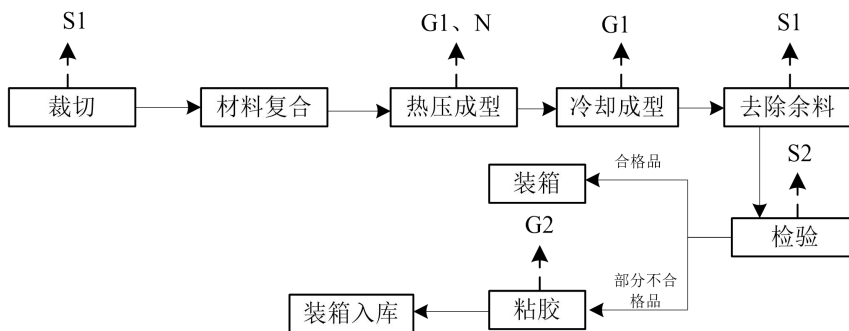 S1
G1、N
G1
S1
裁切
材料复合
热压成型
冷却成型
去除余料
合格品
S2
装箱
检验
G2
部分不合
格品
装箱入库
粘胶